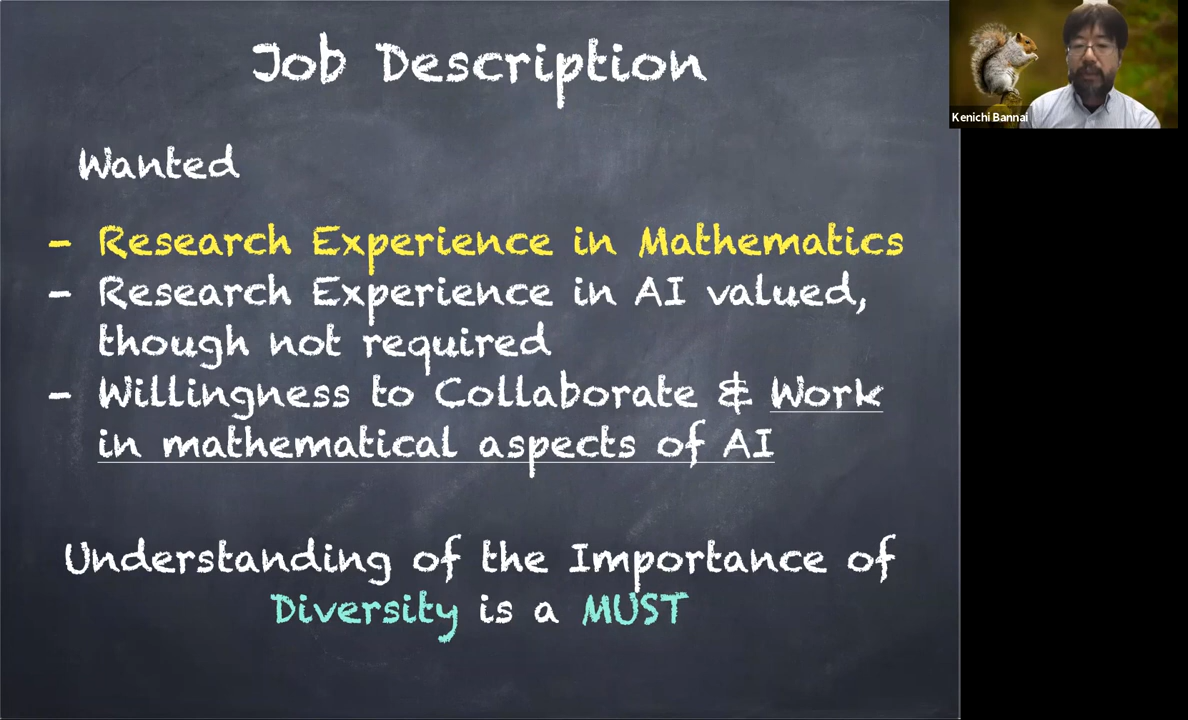 Job Description
Wanted
- Research Experience in Mathematics
- Research Experience in AI valued,
though not required
- Willingness to Collaborate & Work
in mathematical aspects of AI
Understanding of the Importance of
Diversity is a MUST
Kenichi Bannai